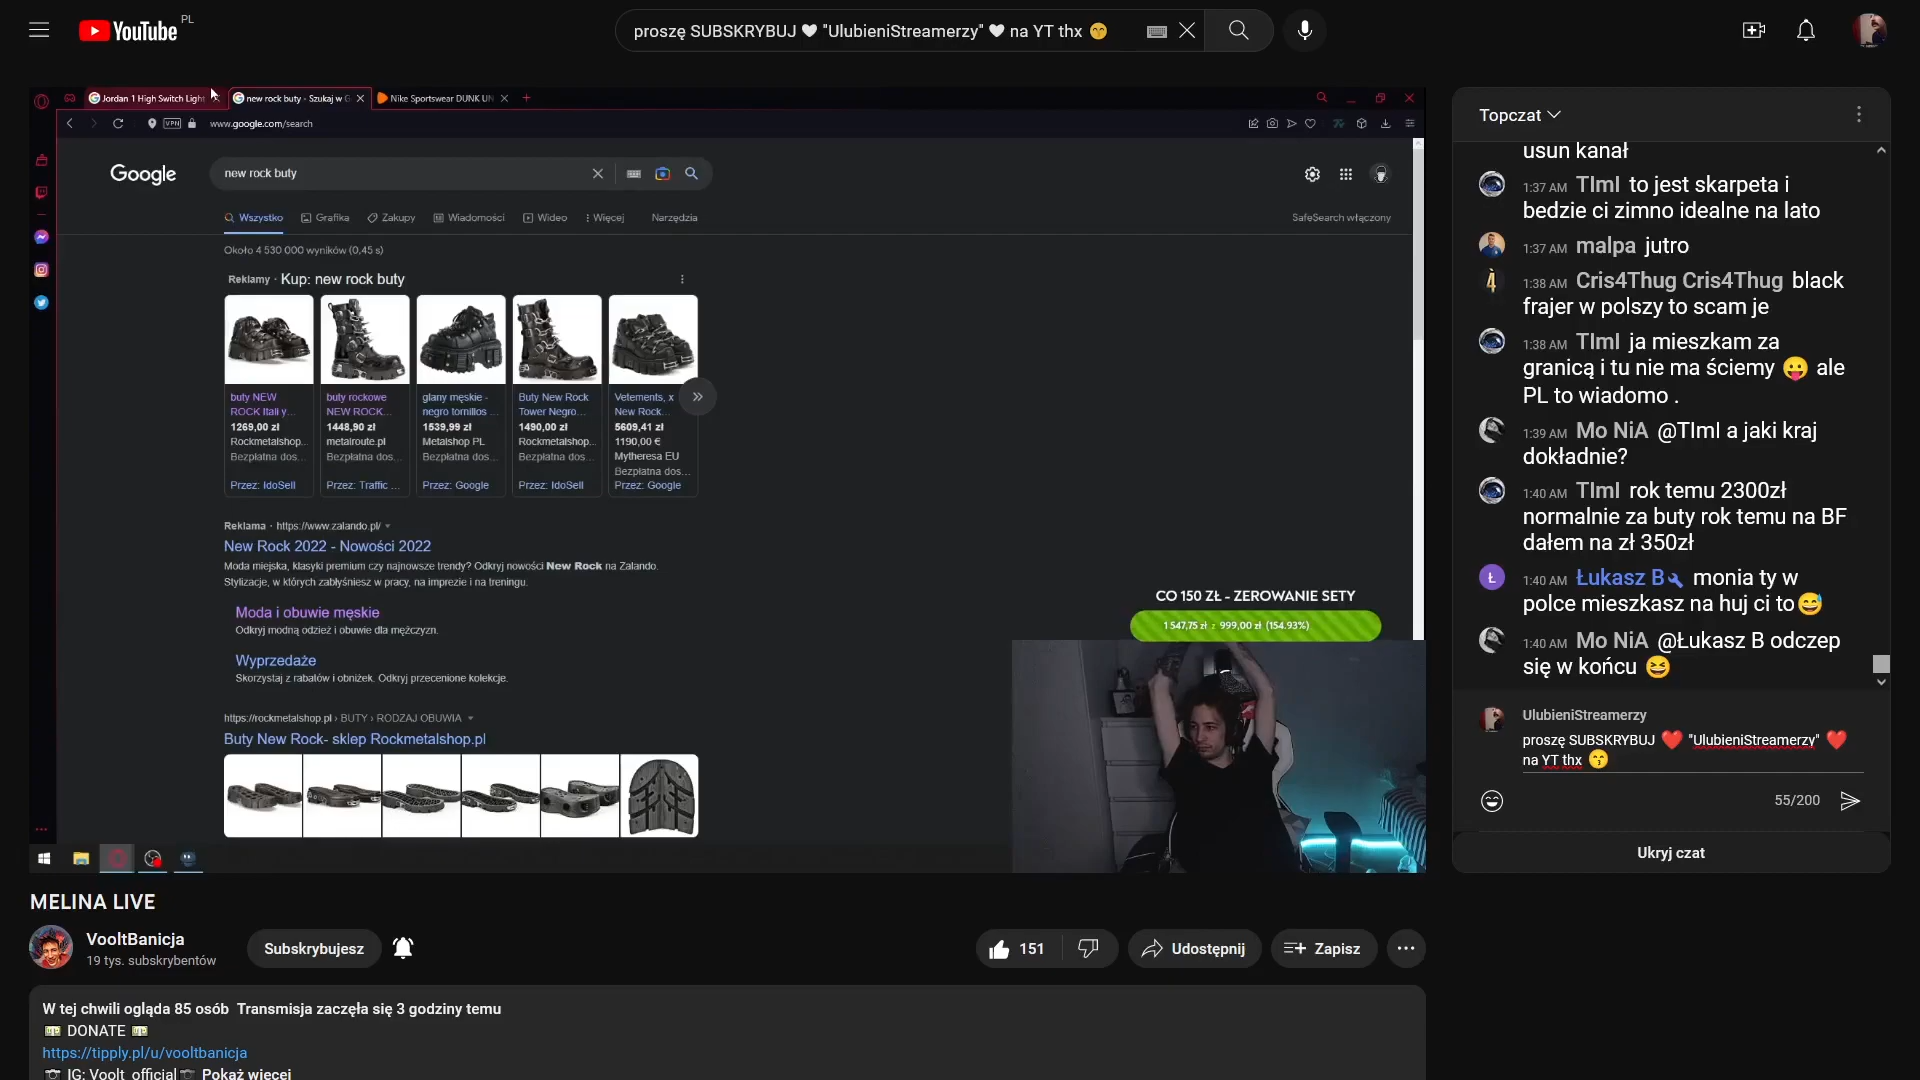 YouTube PL
proszę SUBSKRYBUJ 🤍 "UlubieniStreamerzy" 🤍 na YT thx 😙
Jordan 1 High Switch Light
new rock buty - Szukaj w G
Nike Sportswear DUNK UN
VPN
www.google.com/search
Google
new rock buty
Wszystko
Grafika
Zakupy
Wiadomości
Wideo
Więcej
Narzędzia
SafeSearch włączony
Około 4 530 000 wyników (0,45 s)
Reklamy · Kup: new rock buty
buty NEW
ROCK Itali y...
1269,00 zł
Rockmetalshop...
Bezpłatna dos...
Przez: IdoSell
buty rockowe
NEW ROCK...
1448,90 zł
metalroute.pl
Bezpłatna dos...
Przez: Traffic ...
glany męskie -
negro tornillos ...
1539,99 zł
Metalshop PL
Bezpłatna dos...
Przez: Google
Buty New Rock
Tower Negro...
1490,00 zł
Rockmetalshop...
Bezpłatna dos...
Przez: IdoSell
Vetements, x
New Rock...
5609,41 zł
1190,00 €
Mytheresa EU
Bezpłatna dos...
Przez: Google
Reklama · https://www.zalando.pl/
New Rock 2022 - Nowości 2022
Moda miejska, klasyki premium czy najnowsze trendy? Odkryj nowości New Rock na Zalando.
Stylizacje, w których zabłyśniesz w pracy, na imprezie i na treningu.
Moda i obuwie męskie
Odkryj modną odzież i obuwie dla mężczyzn.
Wyprzedaże
Skorzystaj z rabatów i obniżek. Odkryj przecenione kolekcje.
https://rockmetalshop.pl › BUTY › RODZAJ OBUWIA
Buty New Rock- sklep Rockmetalshop.pl
CO 150 ZŁ - ZEROWANIE SETY
1 547,75 zł z 999,00 zł (154.93%)
Topczat
usuń kanał
1:37 AM TImI to jest skarpeta i
bedzie ci zimno idealne na lato
1:37 AM malpa jutro
1:38 AM Cris4Thug Cris4Thug black
frajer w polszy to scam je
1:38 AM TImI ja mieszkam za
granicą i tu nie ma ściemy 😛 ale
PL to wiadomo .
1:39 AM Mo NiA @TImI a jaki kraj
dokładnie?
1:40 AM TImI rok temu 2300zł
normalnie za buty rok temu na BF
dałem na zł 350zł
Ł
1:40 AM Łukasz B monia ty w
polce mieszkasz na huj ci to😅
1:40 AM Mo NiA @Łukasz B odczep
się w końcu 😆
UlubieniStreamerzy
proszę SUBSKRYBUJ ❤️ "UlubieniStreamerzy" ❤️
na YT thx 😙
55/200
Ukryj czat
MELINA LIVE
VooltBanicja
19 tys. subskrybentów
Subskrybujesz
151
Udostępnij
Zapisz
W tej chwili ogląda 85 osób Transmisja zaczęła się 3 godziny temu
💵 DONATE 💵
https://tipply.pl/u/vooltbanicja
📷 IG: Voolt_official📷 Pokaż więcej